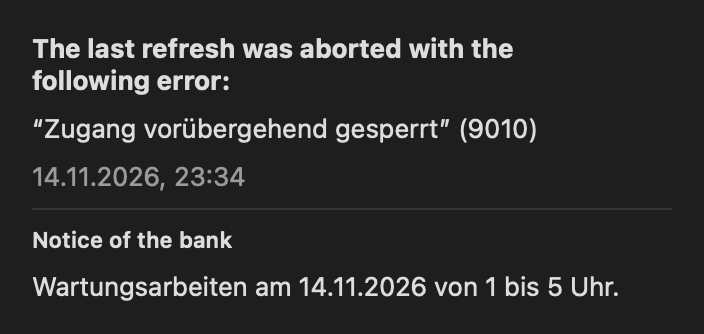 The last refresh was aborted with the
following error:
“Zugang vorübergehend gesperrt” (9010)
14.11.2026, 23:34
Notice of the bank
Wartungsarbeiten am 14.11.2026 von 1 bis 5 Uhr.